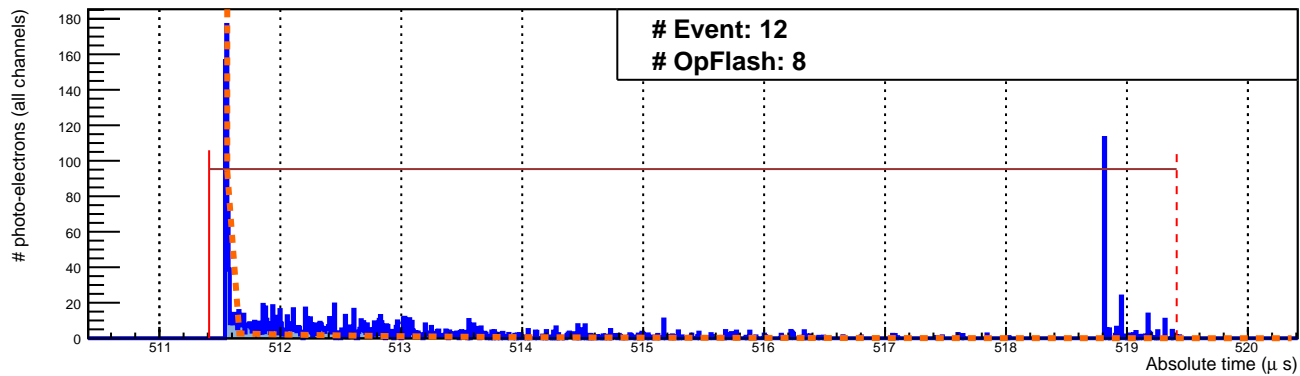 # Event: 12
# OpFlash: 8
# photo-electrons (all channels)
180
160
140
120
100
80
60
40
20
0
511 512 513 514 515 516 517 518 519 520
Absolute time (μ s)